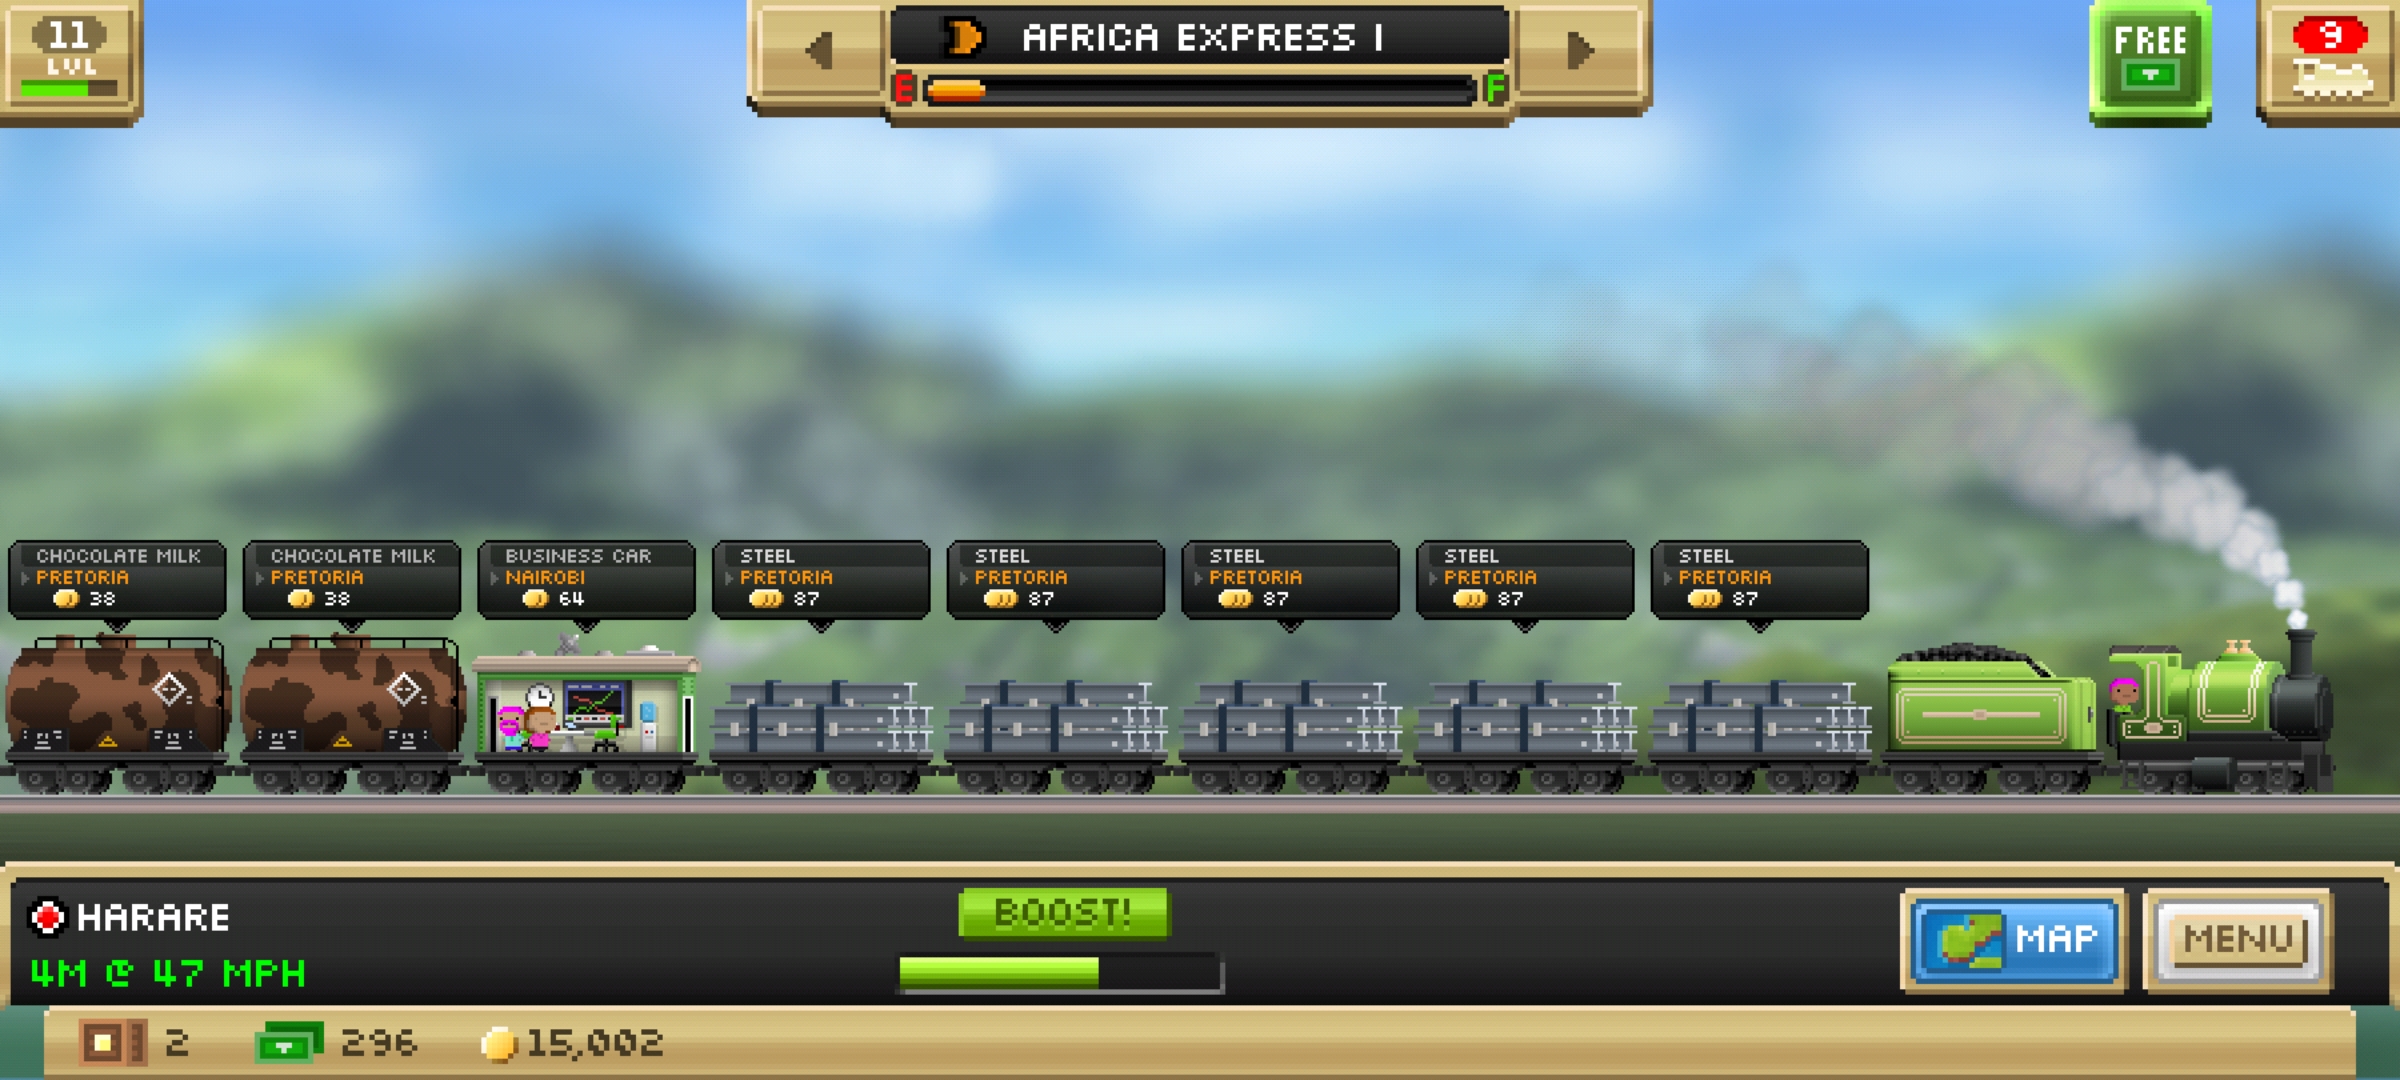 11
LVL
AFRICA EXPRESS I
E
F
FREE
9
CHOCOLATE MILK
PRETORIA
38
CHOCOLATE MILK
PRETORIA
38
BUSINESS CAR
NAIROBI
64
STEEL
PRETORIA
87
STEEL
PRETORIA
87
STEEL
PRETORIA
87
STEEL
PRETORIA
87
STEEL
PRETORIA
87
HARARE
4M @ 47 MPH
BOOST!
MAP
MENU
2
296
15,002